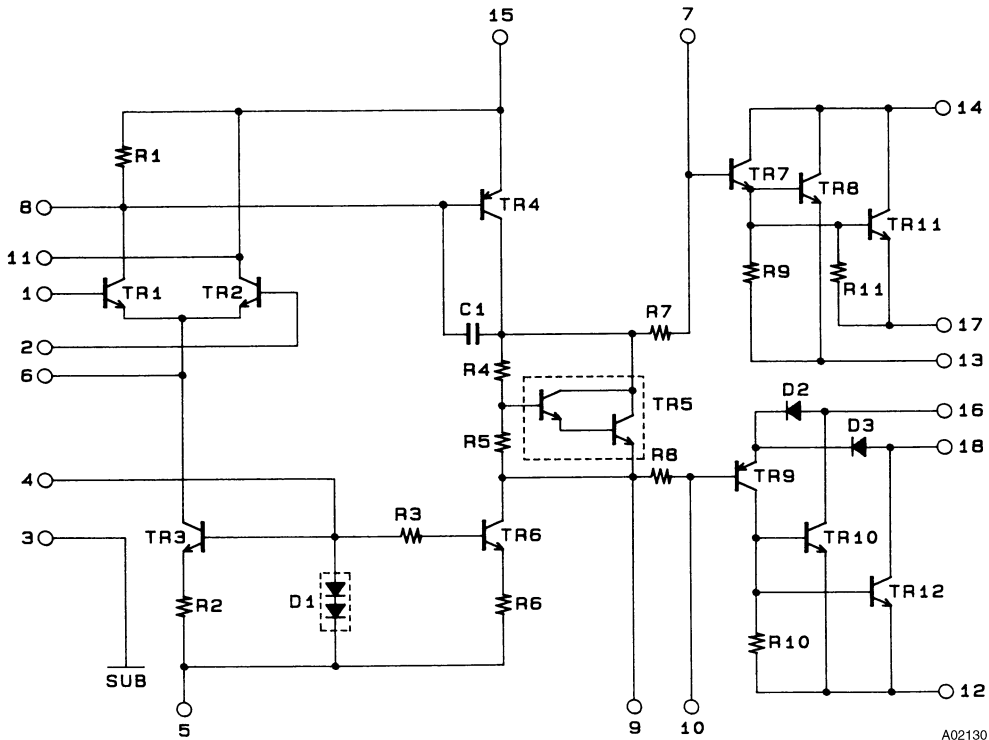 15 7
14
R1 TR7 TR8
8 TR4
TR11
11
R9 R11
1 TR1 TR2
C1 R7
17
2
13
6 R4
D2
TR5 16
D3
R5 18
R8
4 TR9
R3
3 TR3 TR6 TR10
D1 TR12
R2 R6
R10
SUB
12
5 9 10
A02130